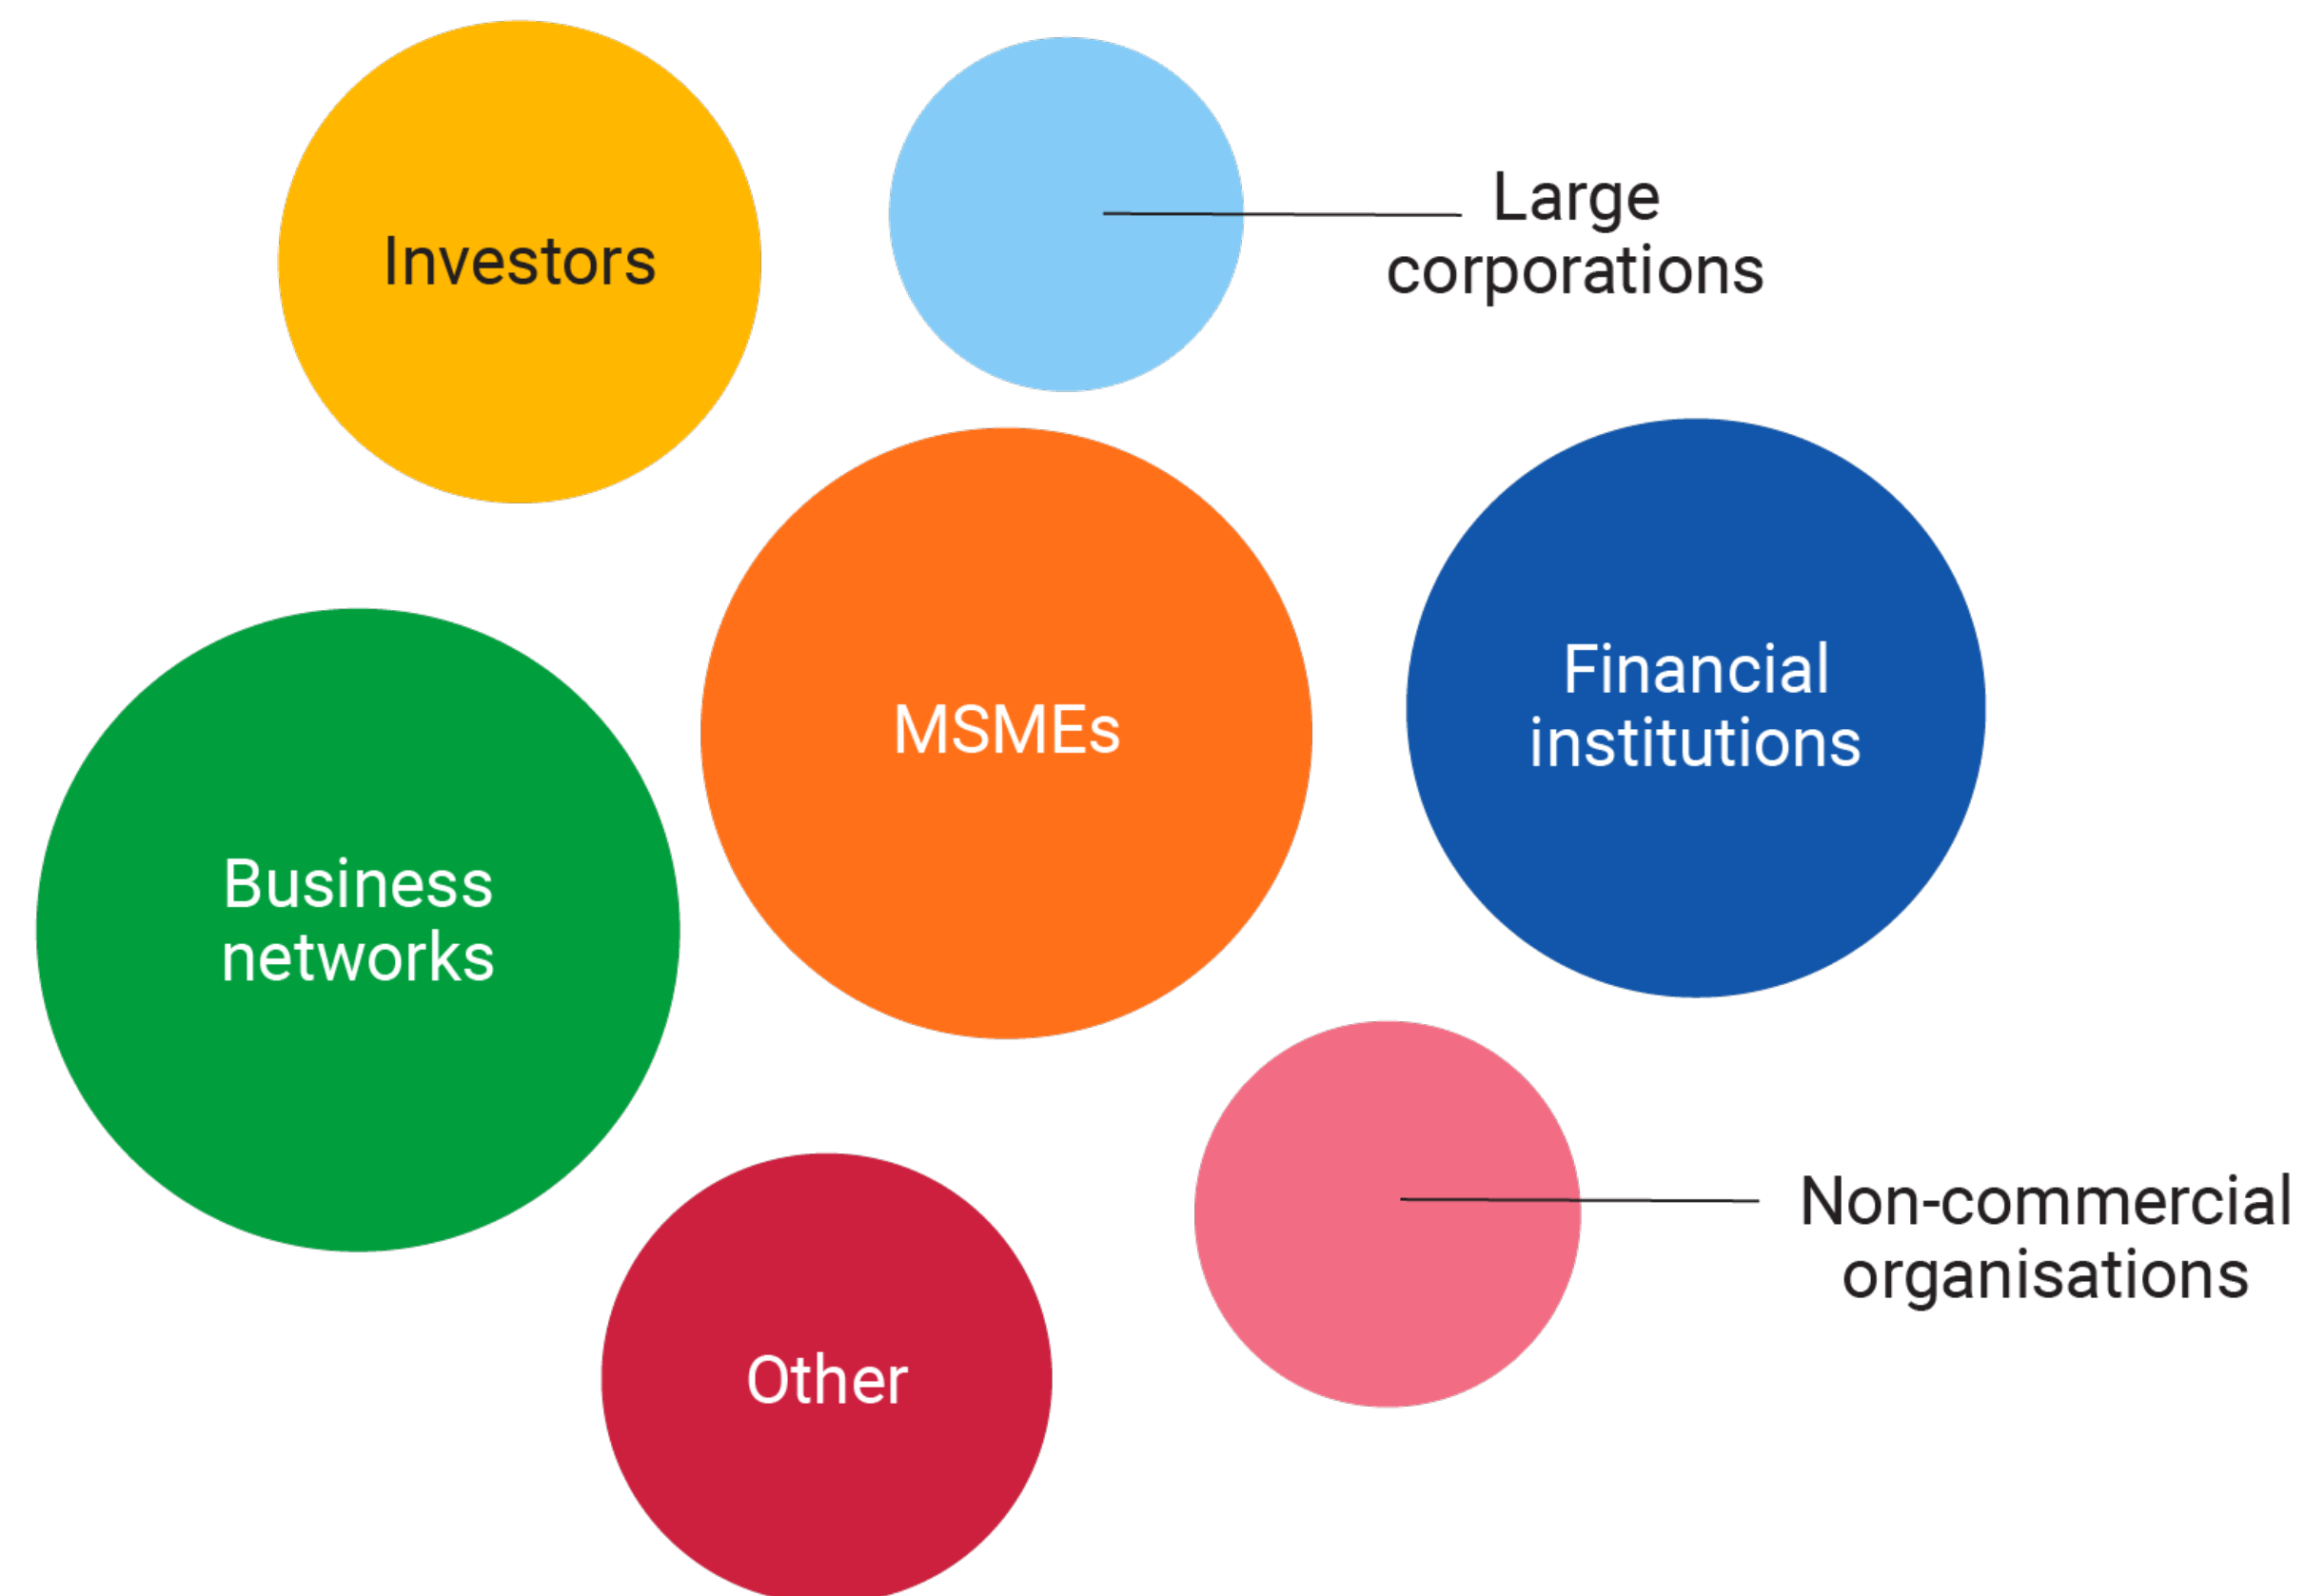 Large
corporations
Investors
MSMEs
Financial
institutions
Business
networks
Non-commercial
organisations
Other